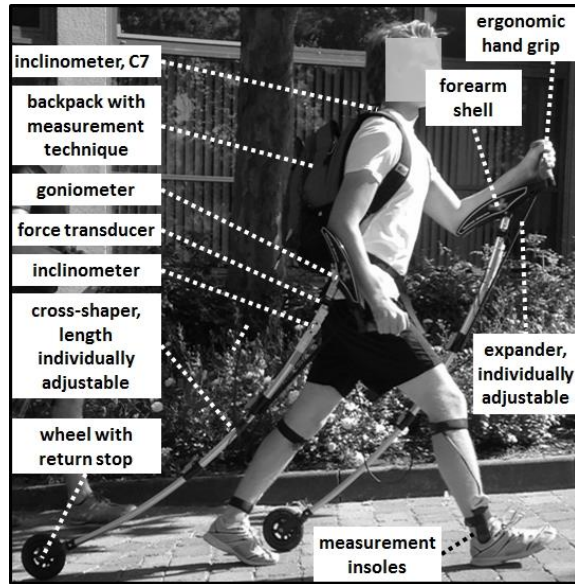 inclinometer, C7
backpack with
measurement
technique
goniometer
force transducer
inclinometer
cross-shaper,
length
individually
adjustable
wheel with
return stop
ergonomic
hand grip
forearm
shell
expander,
individually
adjustable
measurement
insoles